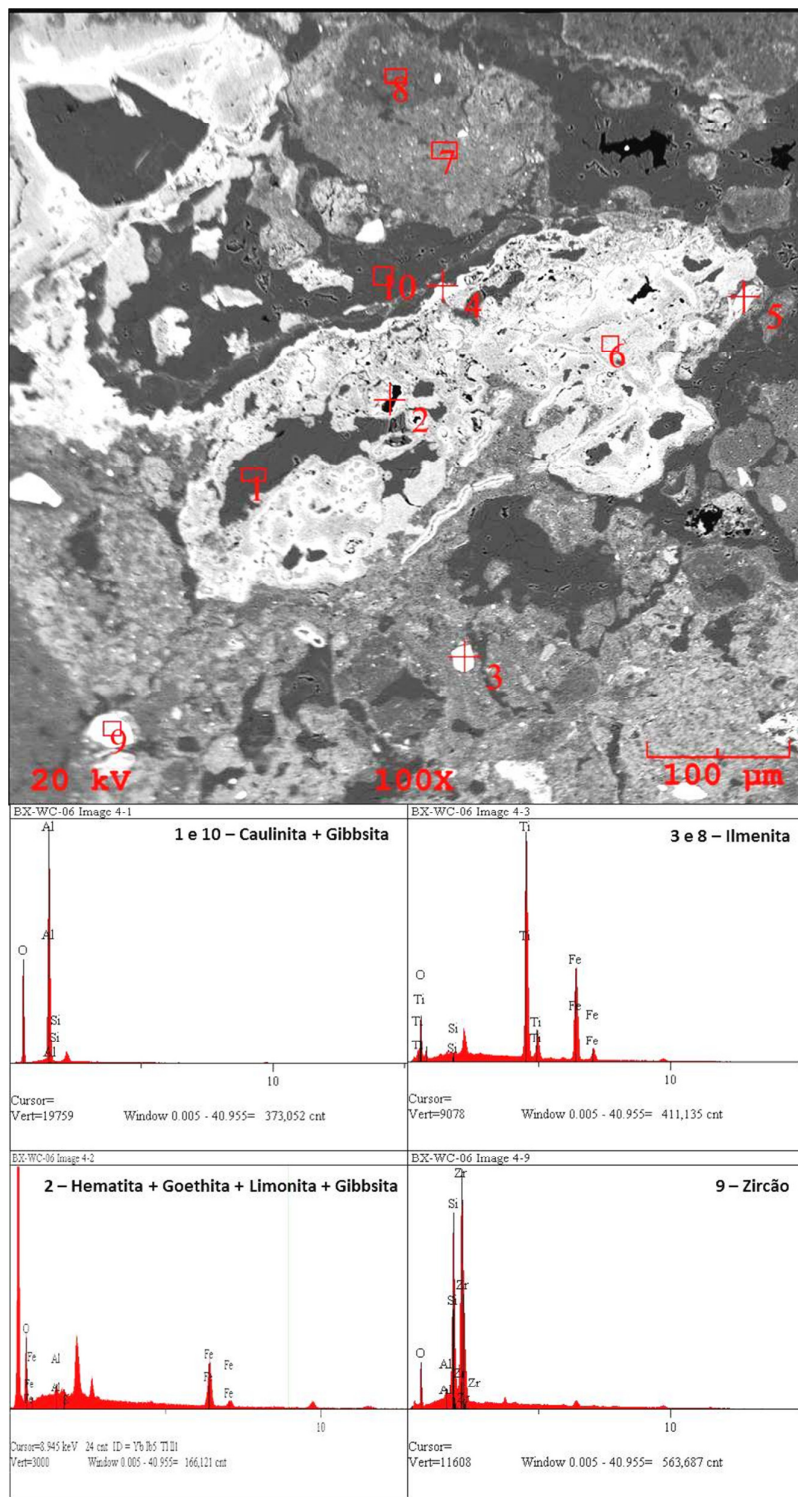 8
7
10
4
5
6
2
1
3
9
20 kV 100X 100 µm
BX-WC-06 Image 4-1
1 e 10 – Caulinita + Gibbsita
Al
Al
O
Si
Si
Al
10
Cursor=
Vert=19759 Window 0.005 - 40.955= 373,052 cnt
BX-WC-06 Image 4-3
3 e 8 – Ilmenita
Ti
Ti
O
Fe
Ti
Fe
Fe
Ti
Si
Ti
Ti
Si
Fe
10
Cursor=
Vert=9078 Window 0.005 - 40.955= 411,135 cnt
BX-WC-06 Image 4-2
2 – Hematita + Goethita + Limonita + Gibbsita
O
Fe
Al
Fe
Fe
Fe
Al
Fe
Fe
10
Cursor=8.945 keV 24 cnt ID = Yb lb5 Tl ll1
Vert=3000 Window 0.005 - 40.955= 166,121 cnt
BX-WC-06 Image 4-9
9 – Zircão
Zr
Si
Zr
Si
O
Al
Zr
Al
Zr
10
Cursor=
Vert=11608 Window 0.005 - 40.955= 563,687 cnt